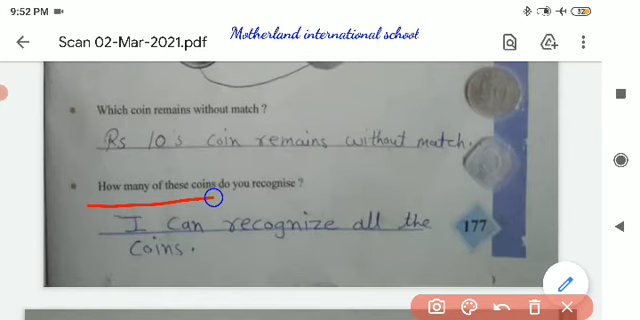 9:52 PM
32
Scan 02-Mar-2021.pdf
Motherland international school
Which coin remains without match ?
Rs 10's coin remains without match.
How many of these coins do you recognise ?
I can recognize all the
coins.
177